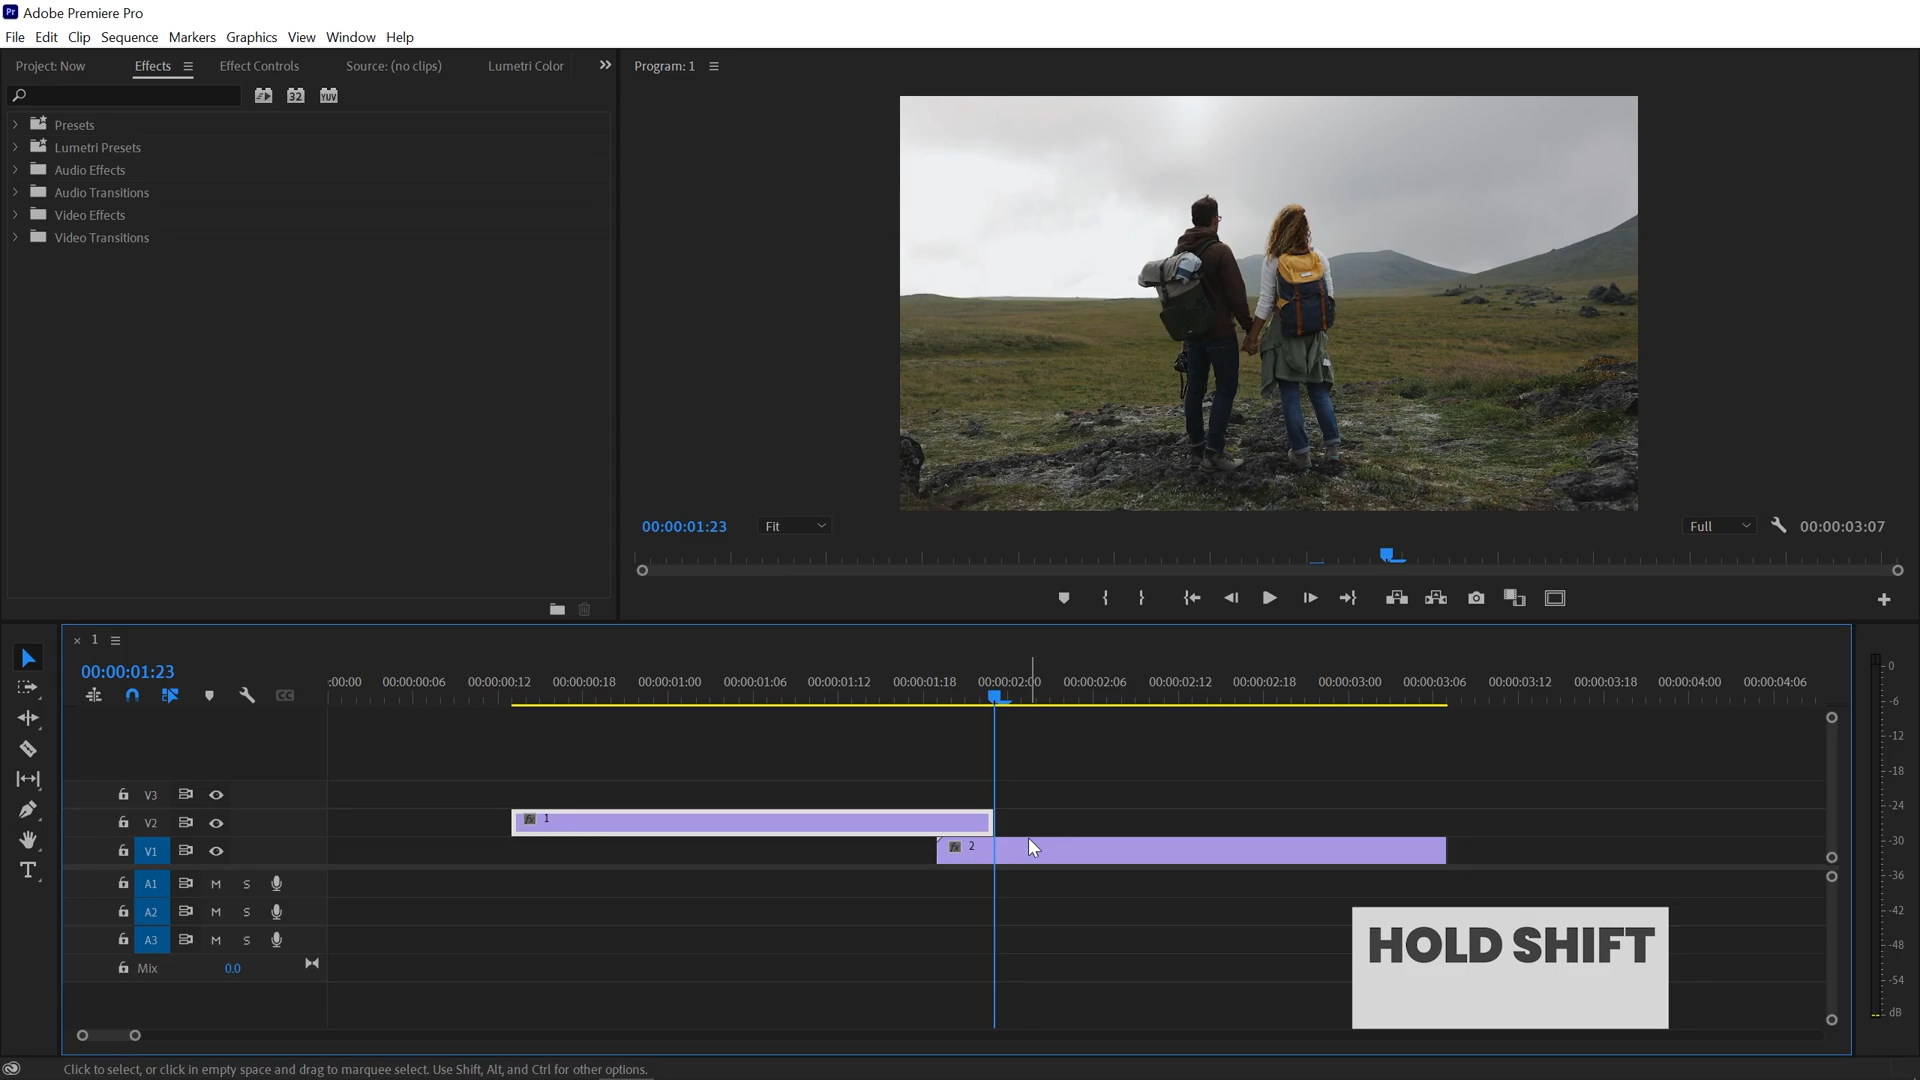 Pr Adobe Premiere Pro
File Edit Clip Sequence Markers Graphics View Window Help
Project: Now Effects Effect Controls Source: (no clips) Lumetri Color Program: 1
32 YUV
Presets
Lumetri Presets
Audio Effects
Audio Transitions
Video Effects
Video Transitions
00:00:01:23 Fit Full 00:00:03:07
1
00:00:01:23
:00:00 00:00:00:06 00:00:00:12 00:00:00:18 00:00:01:00 00:00:01:06 00:00:01:12 00:00:01:18 00:00:02:00 00:00:02:06 00:00:02:12 00:00:02:18 00:00:03:00 00:00:03:06 00:00:03:12 00:00:03:18 00:00:04:00 00:00:04:06
CC
V3
V2 fx 1
V1 fx 2
A1 M S
A2 M S
A3 M S
Mix 0.0
HOLD SHIFT
0
-6
-12
-18
-24
-30
-36
-42
-48
-54
dB
Click to select, or click in empty space and drag to marquee select. Use Shift, Alt, and Ctrl for other options.